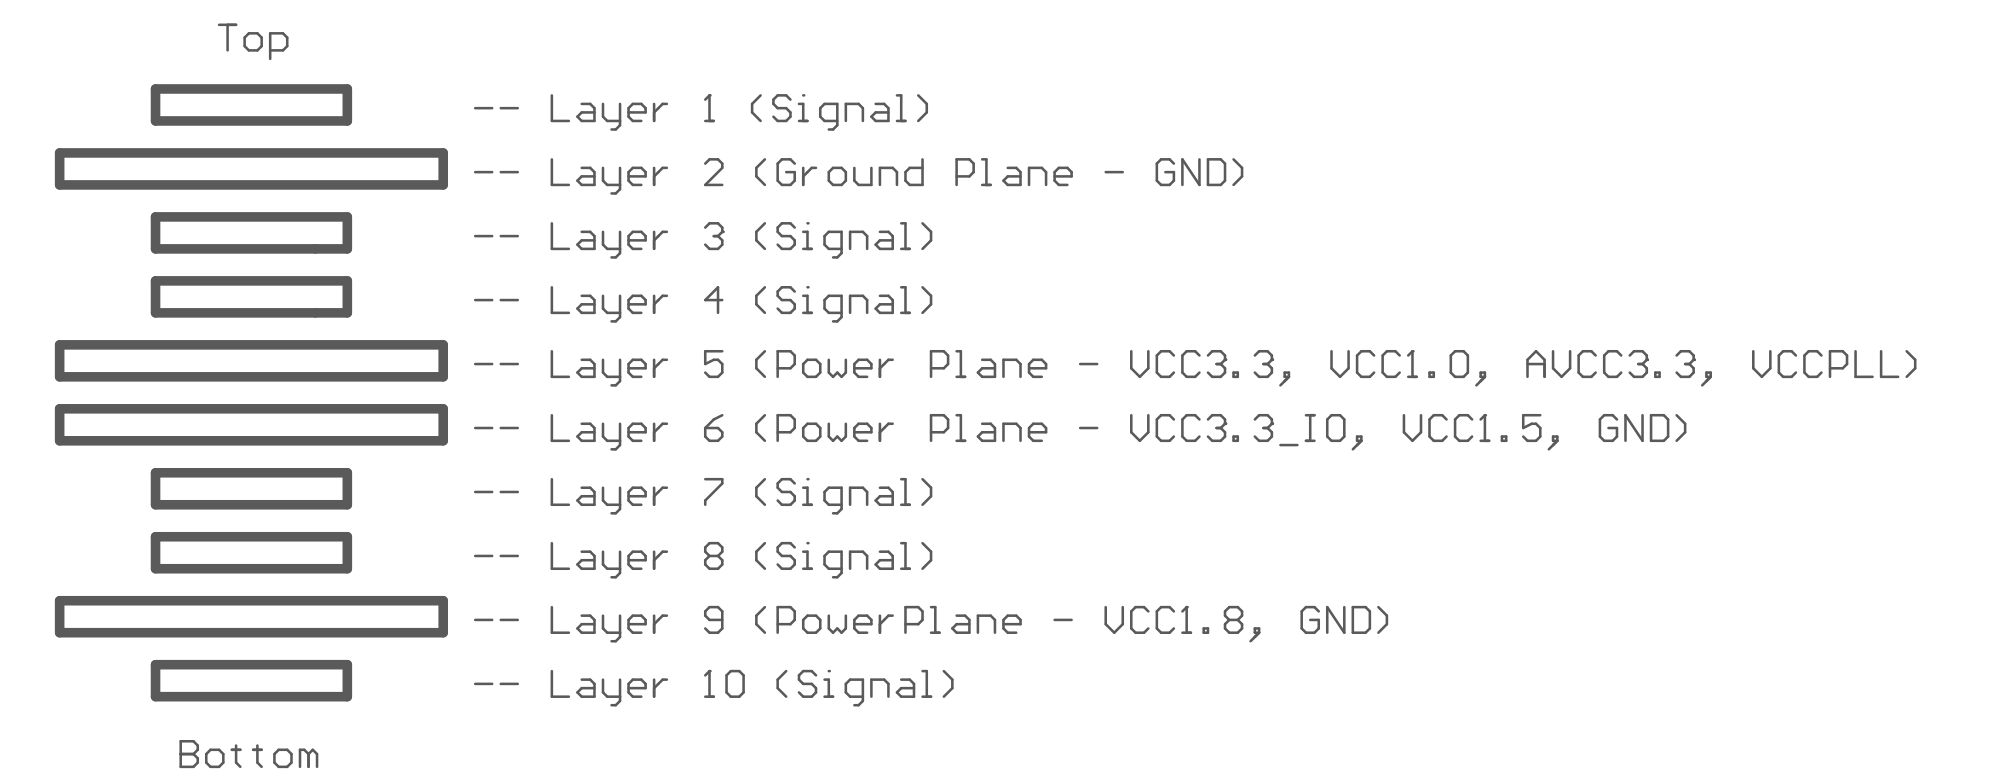 Top
-- Layer 1 (Signal)
-- Layer 2 (Ground Plane - GND)
-- Layer 3 (Signal)
-- Layer 4 (Signal)
-- Layer 5 (Power Plane - VCC3.3, VCC1.0, AVCC3.3, VCCPLL)
-- Layer 6 (Power Plane - VCC3.3_IO, VCC1.5, GND)
-- Layer 7 (Signal)
-- Layer 8 (Signal)
-- Layer 9 (PowerPlane - VCC1.8, GND)
-- Layer 10 (Signal)
Bottom